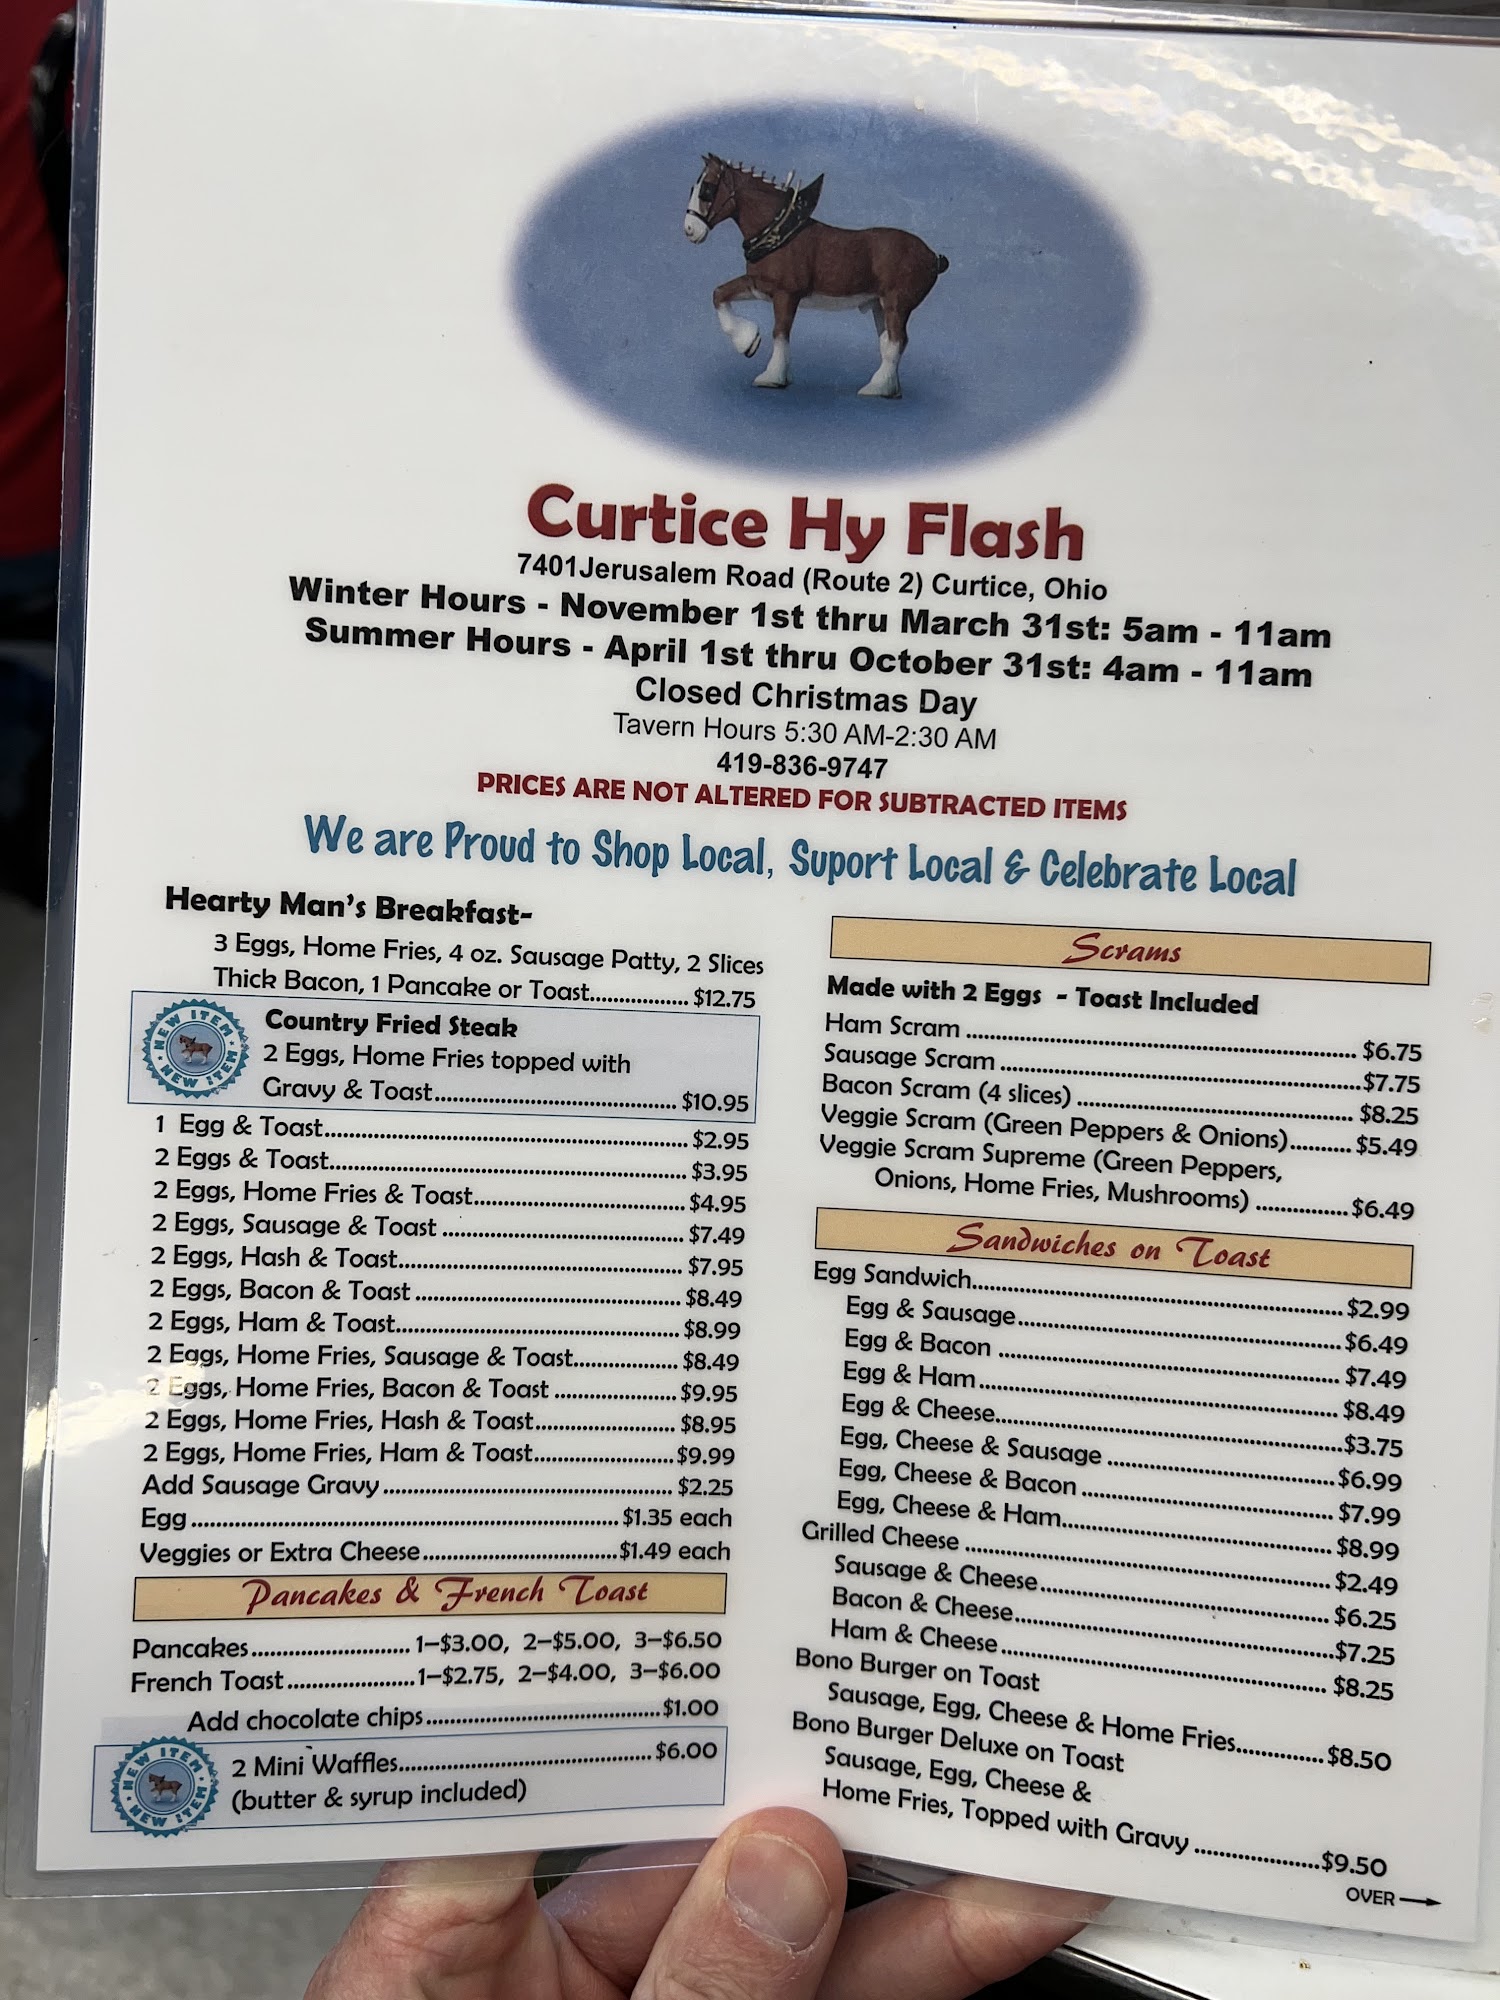 Curtice Hy Flash
7401Jerusalem Road (Route 2) Curtice, Ohio
Winter Hours - November 1st thru March 31st: 5am - 11am
Summer Hours - April 1st thru October 31st: 4am - 11am
Closed Christmas Day
Tavern Hours 5:30 AM-2:30 AM
419-836-9747
PRICES ARE NOT ALTERED FOR SUBTRACTED ITEMS
We are Proud to Shop Local, Suport Local & Celebrate Local
Hearty Man's Breakfast-
3 Eggs, Home Fries, 4 oz. Sausage Patty, 2 Slices
Thick Bacon, 1 Pancake or Toast.................. $12.75
NEW ITEM NEW ITEM
Country Fried Steak
2 Eggs, Home Fries topped with
Gravy & Toast.................. $10.95
1 Egg & Toast.................. $2.95
2 Eggs & Toast.................. $3.95
2 Eggs, Home Fries & Toast.................. $4.95
2 Eggs, Sausage & Toast .................. $7.49
2 Eggs, Hash & Toast.................. $7.95
2 Eggs, Bacon & Toast .................. $8.49
2 Eggs, Ham & Toast.................. $8.99
2 Eggs, Home Fries, Sausage & Toast.................. $8.49
2 Eggs, Home Fries, Bacon & Toast .................. $9.95
2 Eggs, Home Fries, Hash & Toast.................. $8.95
2 Eggs, Home Fries, Ham & Toast.................. $9.99
Add Sausage Gravy .................. $2.25
Egg .................. $1.35 each
Veggies or Extra Cheese.................. $1.49 each
Pancakes & French Toast
Pancakes.................. 1–$3.00, 2–$5.00, 3–$6.50
French Toast ..................1–$2.75, 2–$4.00, 3–$6.00
Add chocolate chips..................$1.00
NEW ITEM NEW ITEM
2 Mini Waffles..................$6.00
(butter & syrup included)
Scrams
Made with 2 Eggs - Toast Included
Ham Scram .................. $6.75
Sausage Scram ..................$7.75
Bacon Scram (4 slices) .................. $8.25
Veggie Scram (Green Peppers & Onions).......... $5.49
Veggie Scram Supreme (Green Peppers,
Onions, Home Fries, Mushrooms) ...............$6.49
Sandwiches on Toast
Egg Sandwich.................. $2.99
Egg & Sausage.................. $6.49
Egg & Bacon .................. $7.49
Egg & Ham.................. $8.49
Egg & Cheese..................$3.75
Egg, Cheese & Sausage ..................$6.99
Egg, Cheese & Bacon .................. $7.99
Egg, Cheese & Ham.................. $8.99
Grilled Cheese .................. $2.49
Sausage & Cheese.................. $6.25
Bacon & Cheese..................$7.25
Ham & Cheese .................. $8.25
Bono Burger on Toast
Sausage, Egg, Cheese & Home Fries..............$8.50
Bono Burger Deluxe on Toast
Sausage, Egg, Cheese &
Home Fries, Topped with Gravy ..................$9.50
OVER